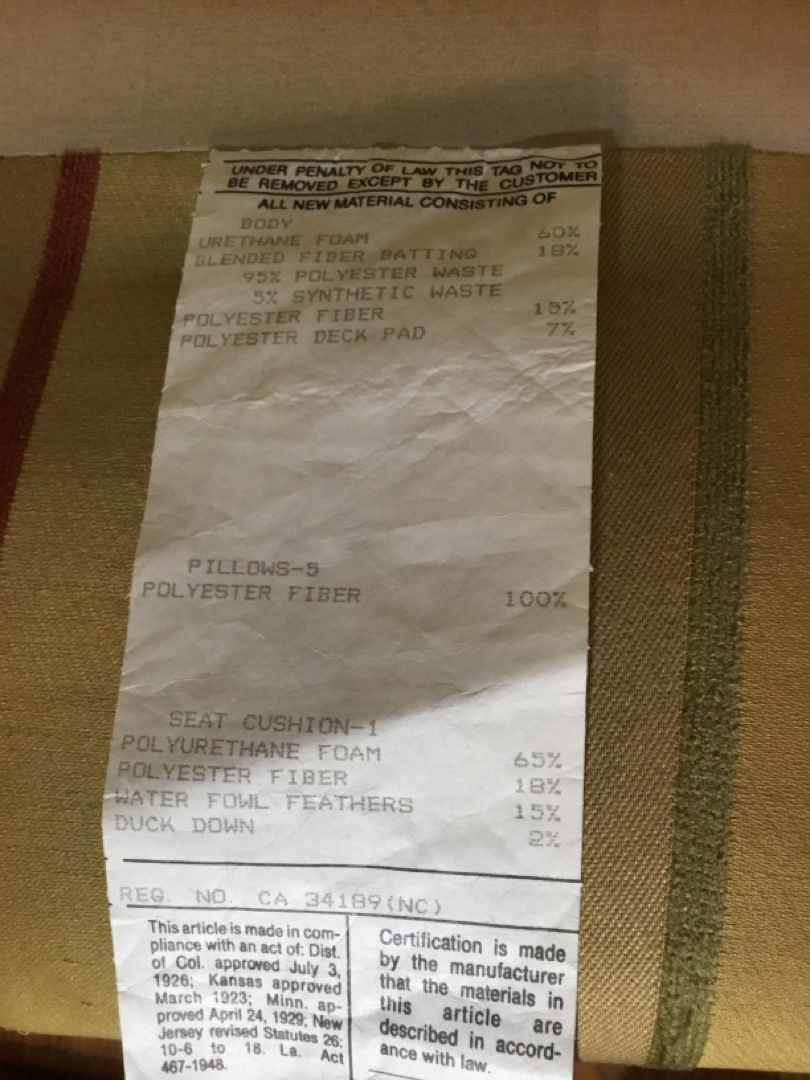 UNDER PENALTY OF LAW THIS TAG NOT TO
BE REMOVED EXCEPT BY THE CUSTOMER
ALL NEW MATERIAL CONSISTING OF
BODY
URETHANE FOAM 60%
BLENDED FIBER BATTING 18%
95% POLYESTER WASTE
5% SYNTHETIC WASTE
POLYESTER FIBER 15%
POLYESTER DECK PAD 7%
PILLOWS-5
POLYESTER FIBER 100%
SEAT CUSHION-1
POLYURETHANE FOAM 65%
POLYESTER FIBER 18%
WATER FOWL FEATHERS 15%
DUCK DOWN 2%
REG. NO. CA 34189(NC)
This article is made in com-
pliance with an act of: Dist.
of Col. approved July 3,
1926; Kansas approved
March 1923; Minn. ap-
proved April 24, 1929; New
Jersey revised Statutes 26:
10-6 to 18. La. Act
467-1948.
Certification is made
by the manufacturer
that the materials in
this article are
described in accord-
ance with law.